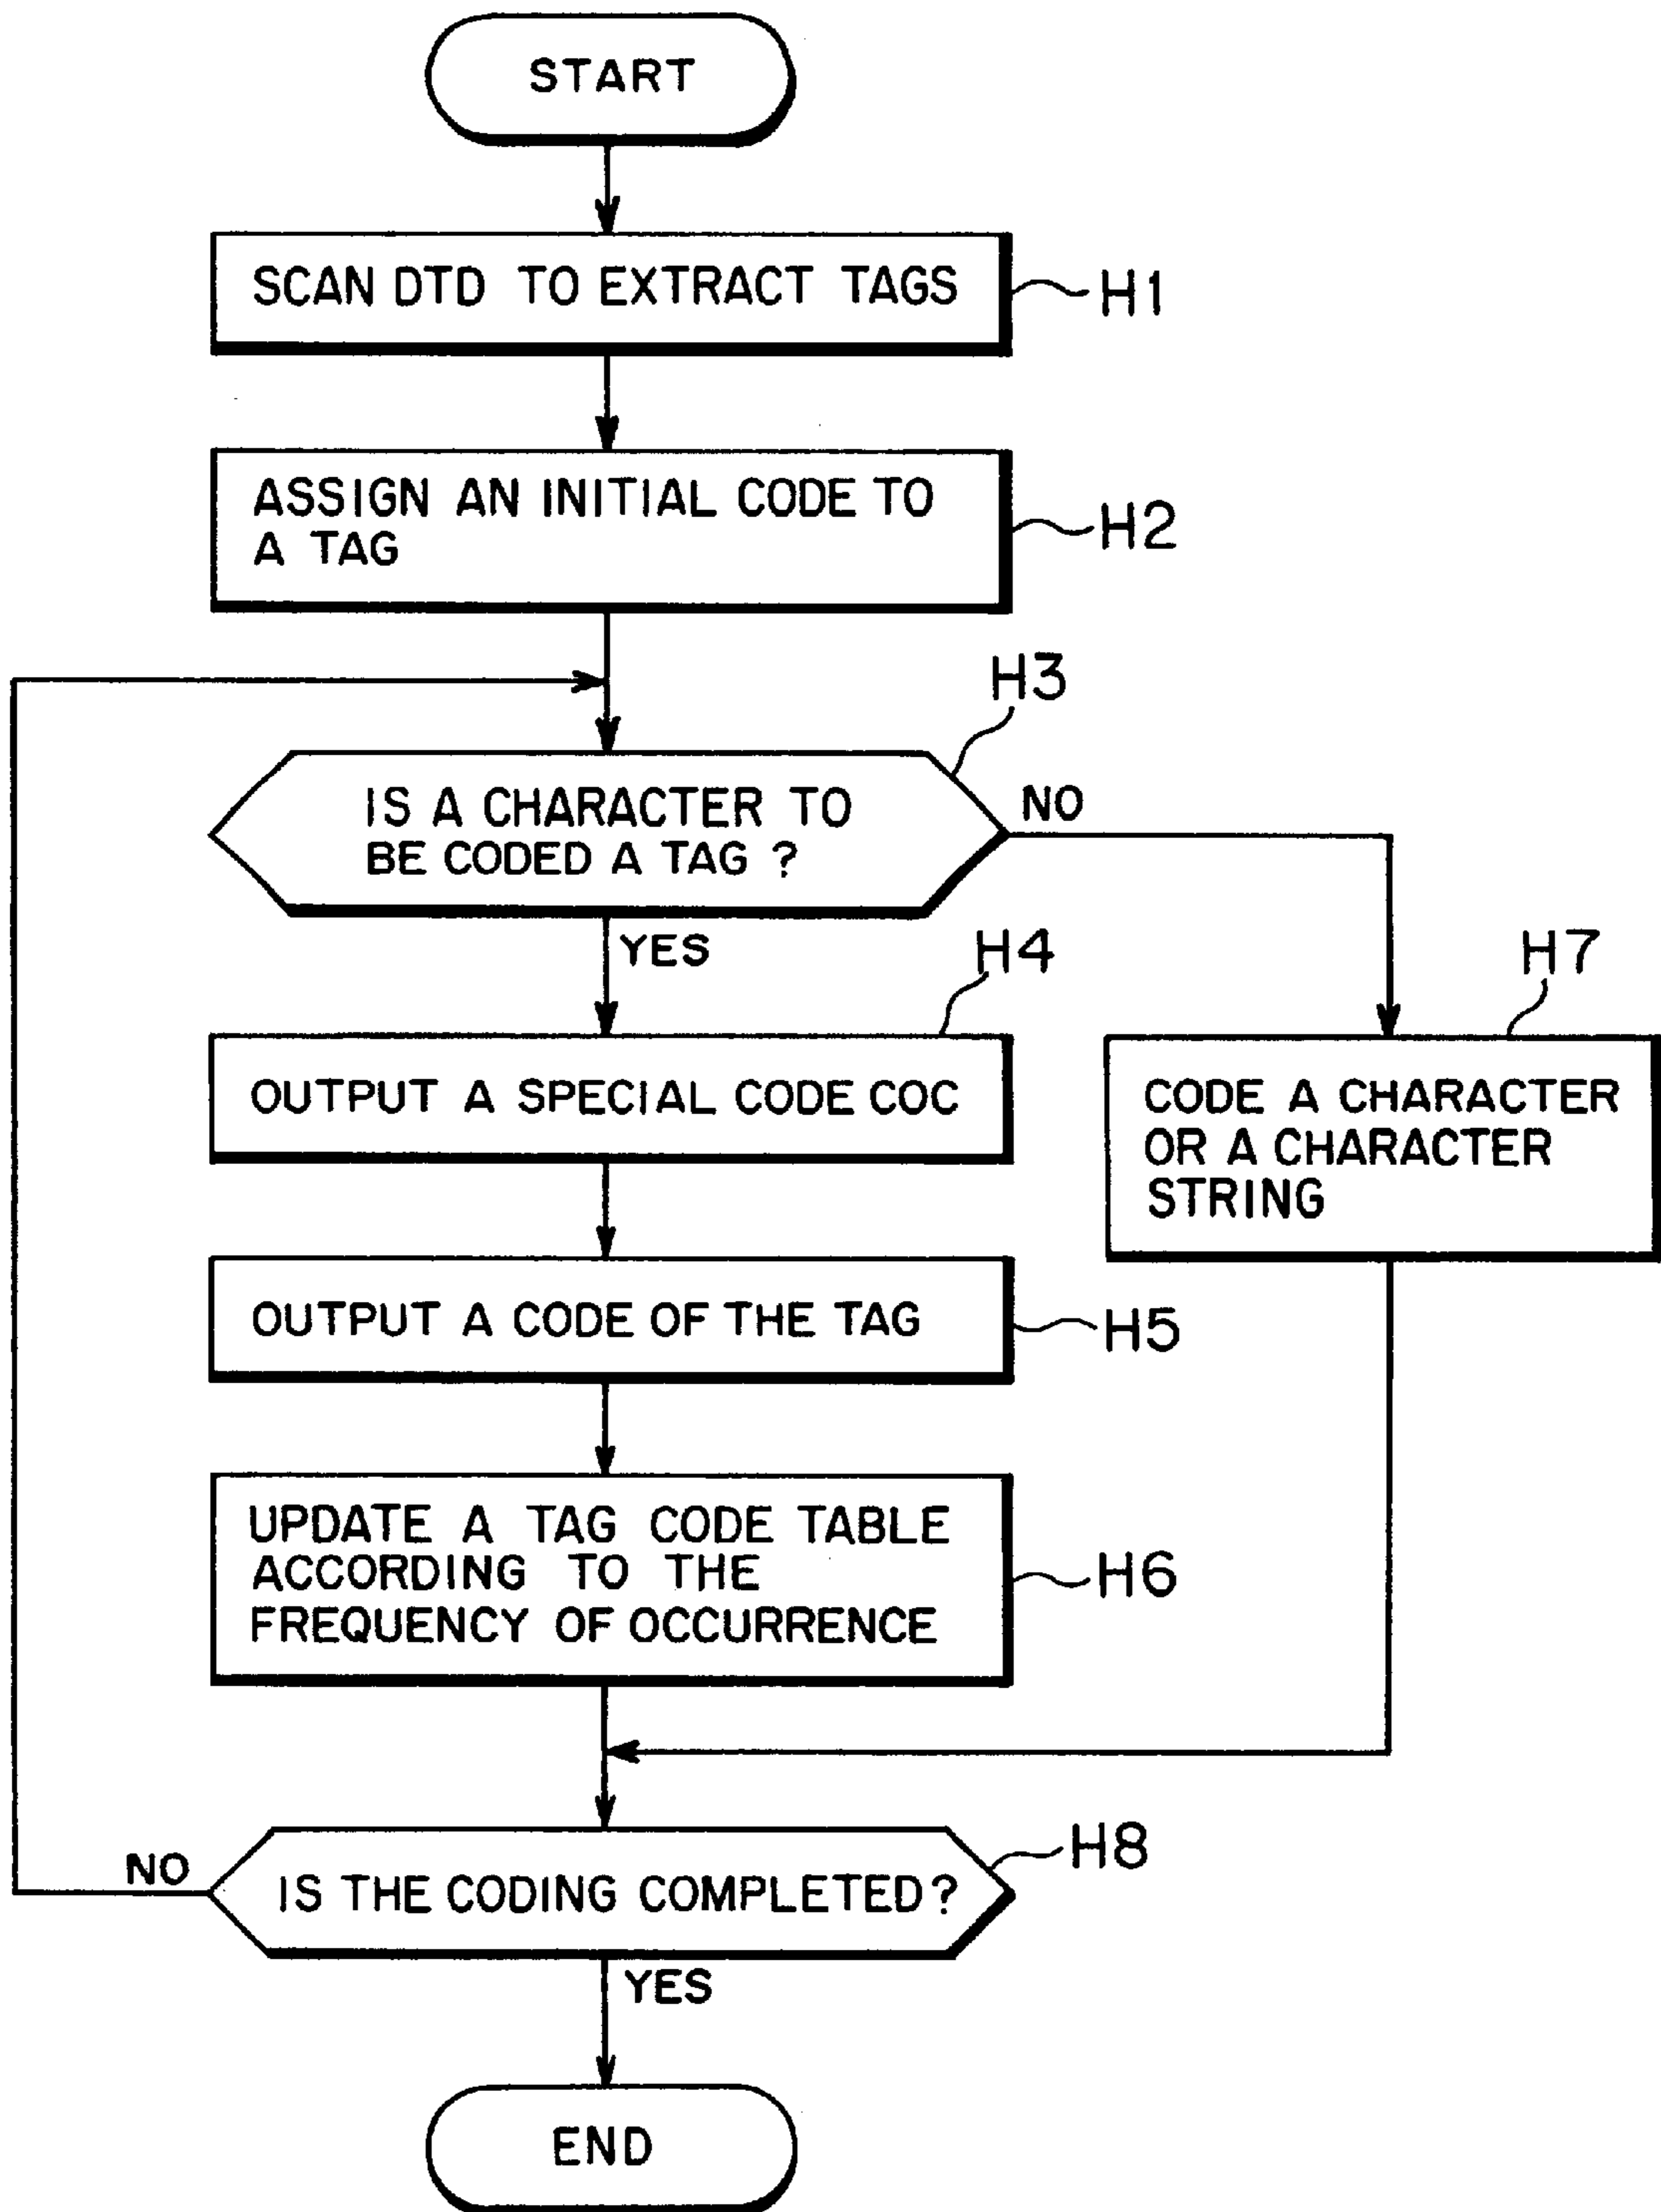 START
SCAN DTD TO EXTRACT TAGS
H1
ASSIGN AN INITIAL CODE TO
A TAG
H2
H3
IS A CHARACTER TO
BE CODED A TAG ?
NO
YES
H4
H7
OUTPUT A SPECIAL CODE COC
CODE A CHARACTER
OR A CHARACTER
STRING
OUTPUT A CODE OF THE TAG
H5
UPDATE A TAG CODE TABLE
ACCORDING TO THE
FREQUENCY OF OCCURRENCE
H6
H8
NO
IS THE CODING COMPLETED?
YES
END